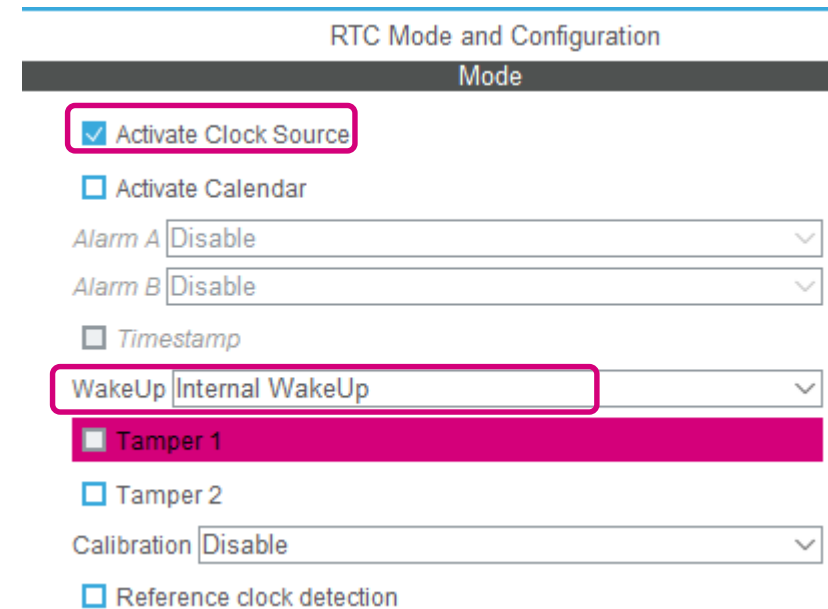 RTC Mode and Configuration
Mode
Activate Clock Source
Activate Calendar
Alarm A Disable
Alarm B Disable
Timestamp
WakeUp Internal WakeUp
Tamper 1
Tamper 2
Calibration Disable
Reference clock detection